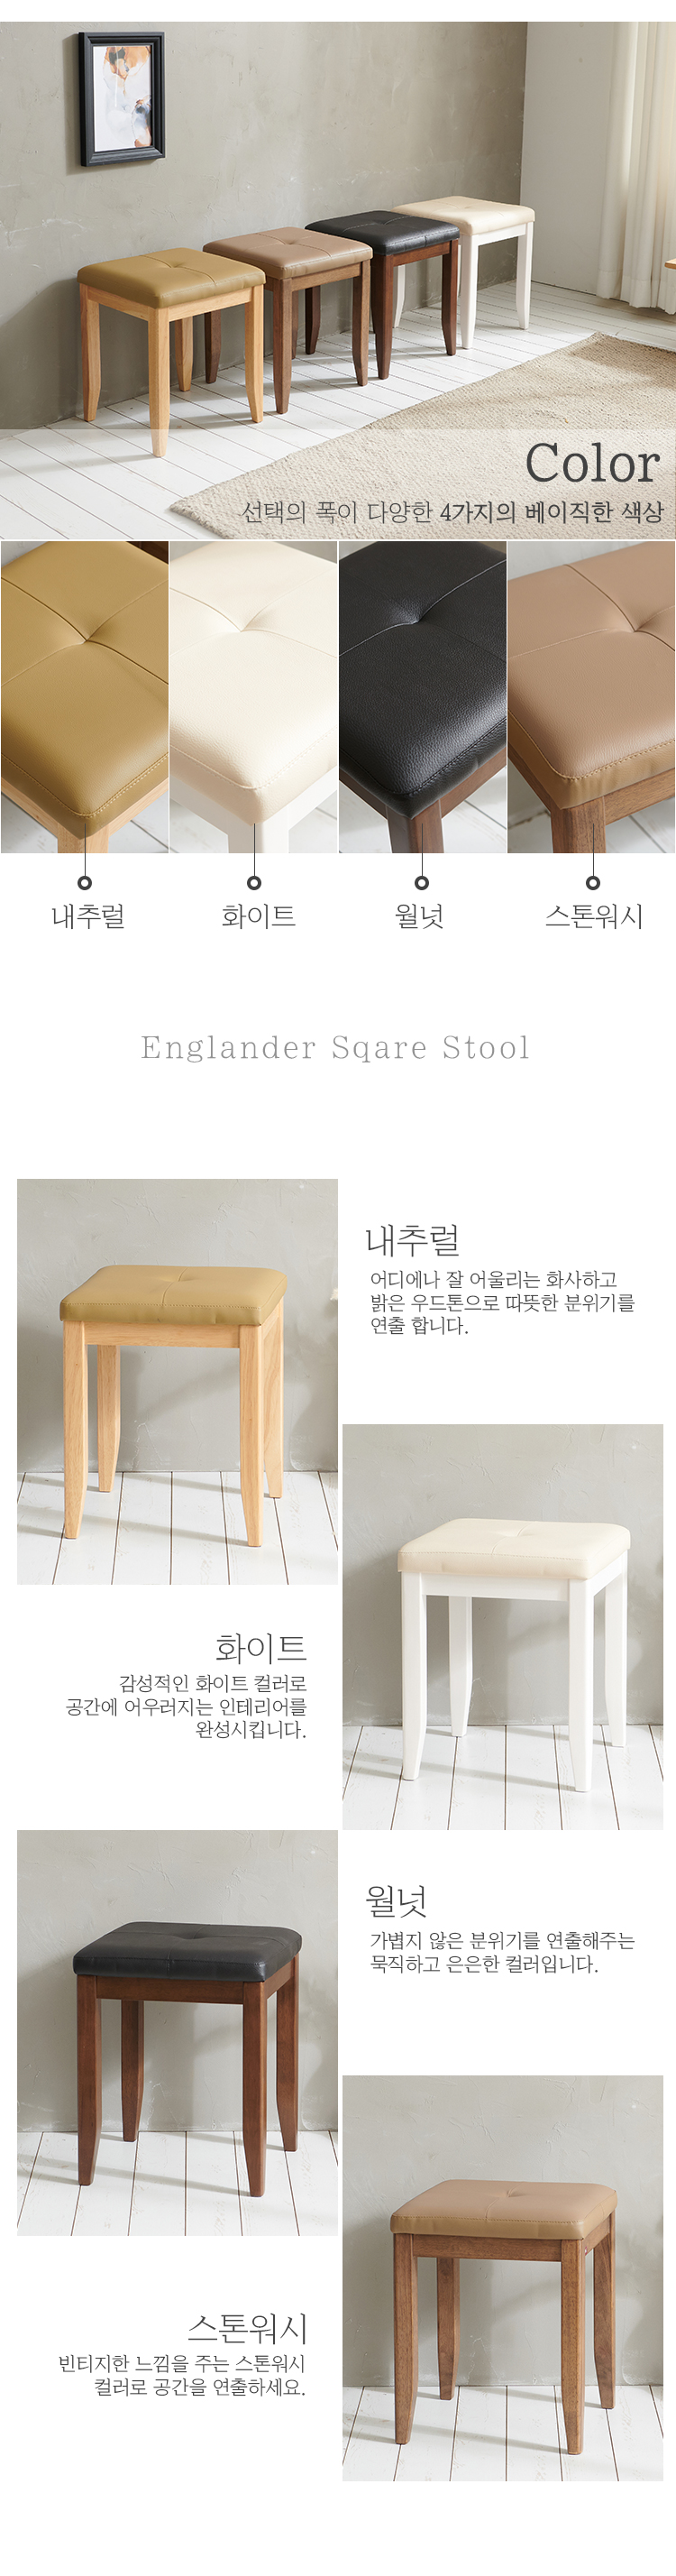 Color
선택의 폭이 다양한 4가지의 베이직한 색상
내추럴
화이트
월넛
스톤워시
Englander Sqare Stool
내추럴
어디에나 잘 어울리는 화사하고
밝은 우드톤으로 따뜻한 분위기를
연출 합니다.
화이트
감성적인 화이트 컬러로
공간에 어우러지는 인테리어를
완성시킵니다.
월넛
가볍지 않은 분위기를 연출해주는
묵직하고 은은한 컬러입니다.
스톤워시
빈티지한 느낌을 주는 스톤워시
컬러로 공간을 연출하세요.